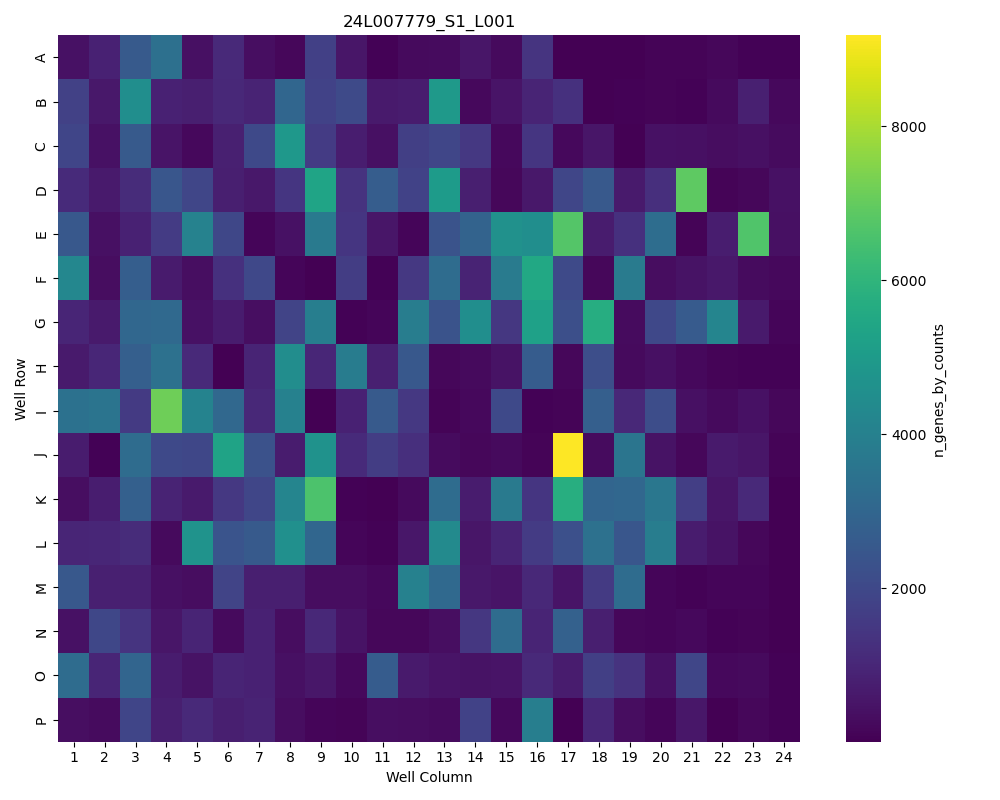 24L007779_S1_L001
A
B
C
D
E
F
G
H
I
J
K
L
M
N
O
P
Well Row
1 2 3 4 5 6 7 8 9 10 11 12 13 14 15 16 17 18 19 20 21 22 23 24
Well Column
8000
6000
4000
2000
n_genes_by_counts